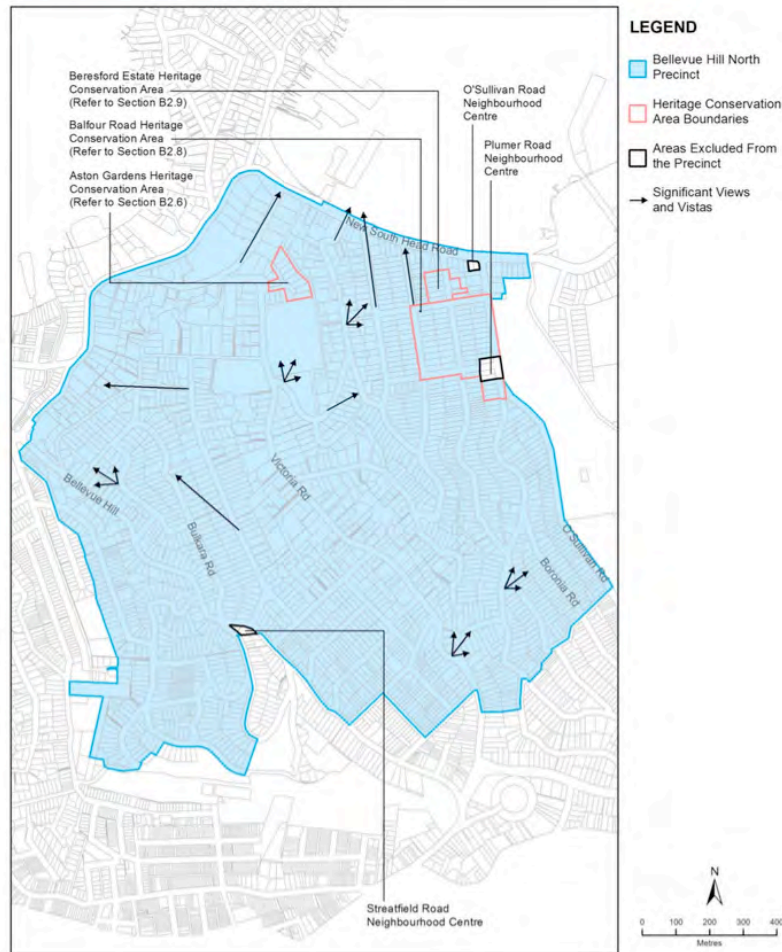 LEGEND
Bellevue Hill North
Precinct
Heritage Conservation
Area Boundaries
Areas Excluded From
the Precinct
Significant Views
and Vistas
Beresford Estate Heritage
Conservation Area
(Refer to Section B2.9)
Balfour Road Heritage
Conservation Area
(Refer to Section B2.8)
Aston Gardens Heritage
Conservation Area
(Refer to Section B2.6)
O'Sullivan Road
Neighbourhood
Centre
Plumer Road
Neighbourhood
Centre
New South Head Road
Victoria Rd
Bellevue Hill
Bulkara Rd
O'Sullivan Rd
Boronia Rd
Streatfield Road
Neighbourhood Centre
N
0 100 200 300 400
Metres